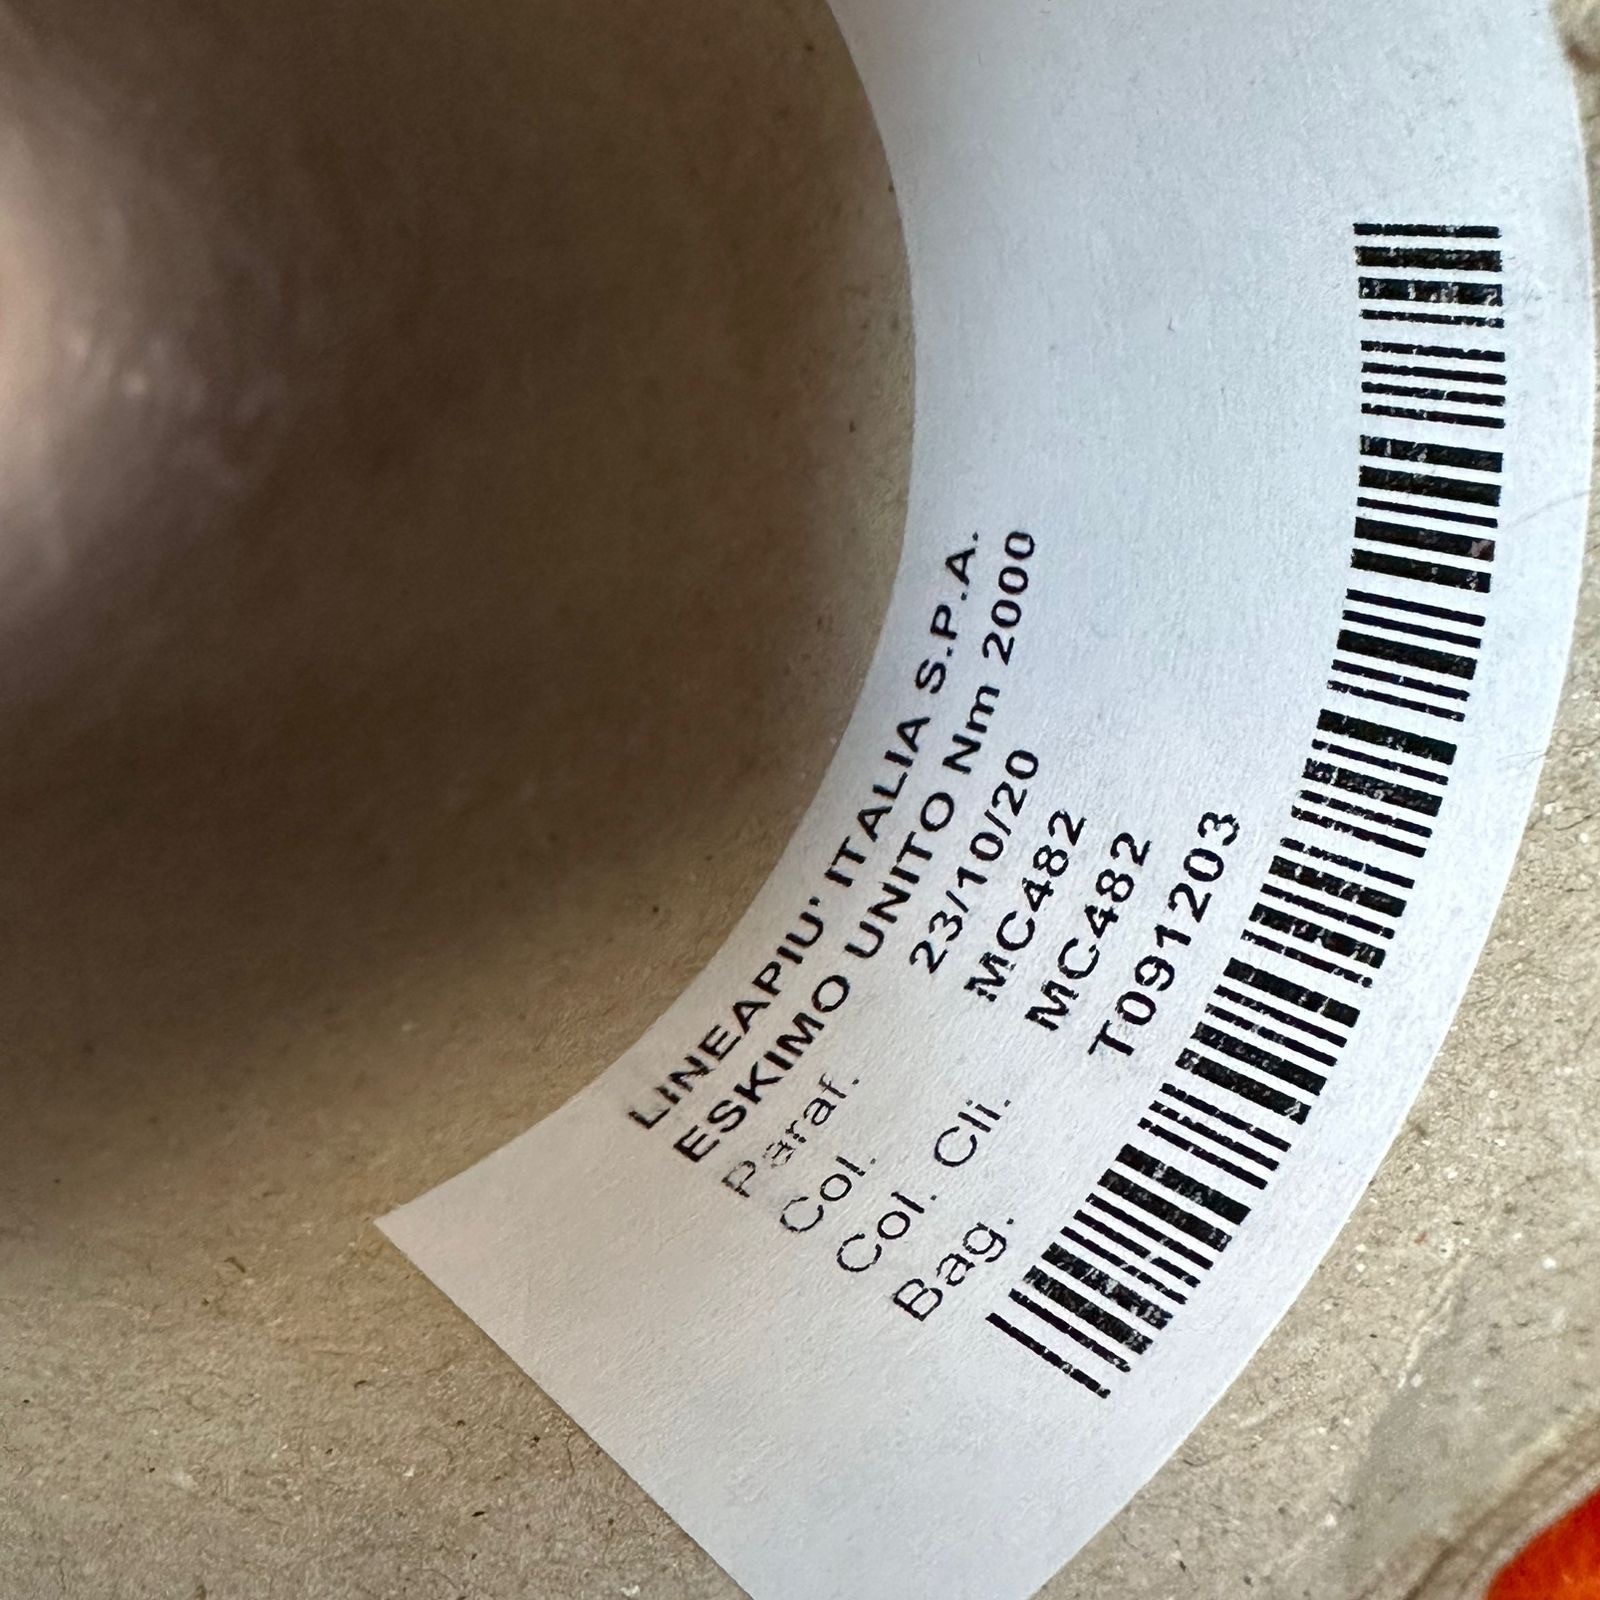 LINEAPIU' ITALIA S.P.A.
ESKIMO UNITO Nm 2000
Paraf. 23/10/20
Col. MC482
Col. Cli. MC482
Bag. T091203